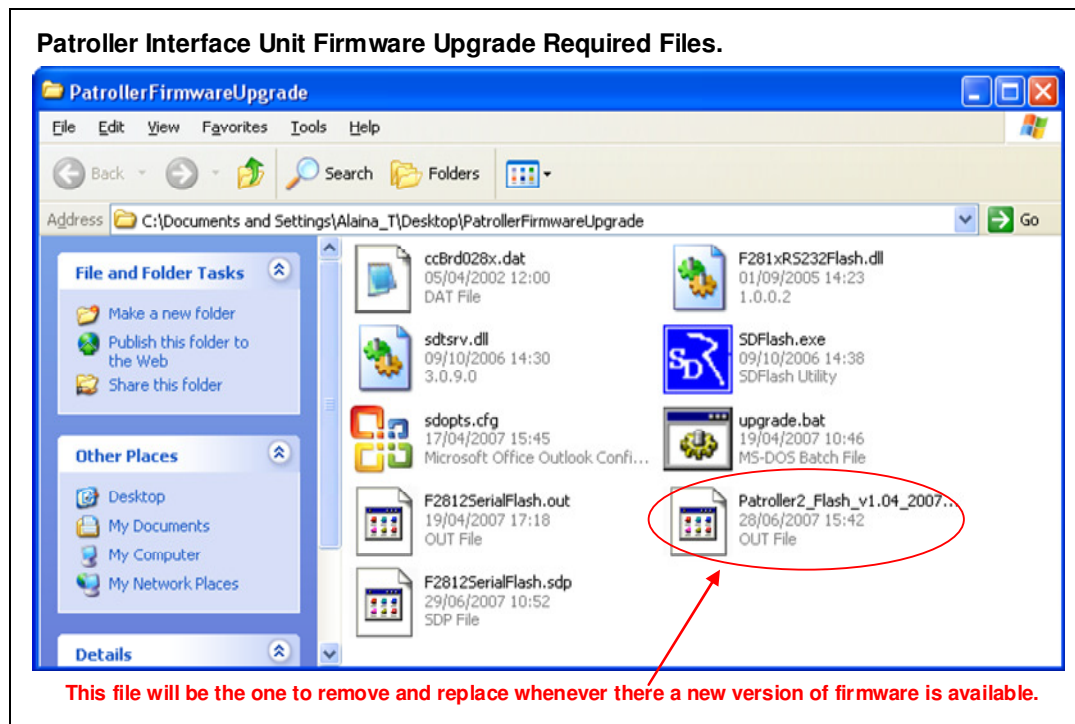 Patroller Interface Unit Firmware Upgrade Required Files.
PatrollerFirmwareUpgrade
File Edit View Favorites Tools Help
Back Search Folders
Address C:\Documents and Settings\Alaina_T\Desktop\PatrollerFirmwareUpgrade Go
File and Folder Tasks
Make a new folder
Publish this folder to
the Web
Share this folder
Other Places
Desktop
My Documents
My Computer
My Network Places
Details
ccBrd028x.dat
05/04/2002 12:00
DAT File
F281xRS232Flash.dll
01/09/2005 14:23
1.0.0.2
sdtsrv.dll
09/10/2006 14:30
3.0.9.0
SD
SDFlash.exe
09/10/2006 14:38
SDFlash Utility
sdopts.cfg
17/04/2007 15:45
Microsoft Office Outlook Confi...
upgrade.bat
19/04/2007 10:46
MS-DOS Batch File
F2812SerialFlash.out
19/04/2007 17:18
OUT File
Patroller2_Flash_v1.04_2007...
28/06/2007 15:42
OUT File
F2812SerialFlash.sdp
29/06/2007 10:52
SDP File
This file will be the one to remove and replace whenever there a new version of firmware is available.